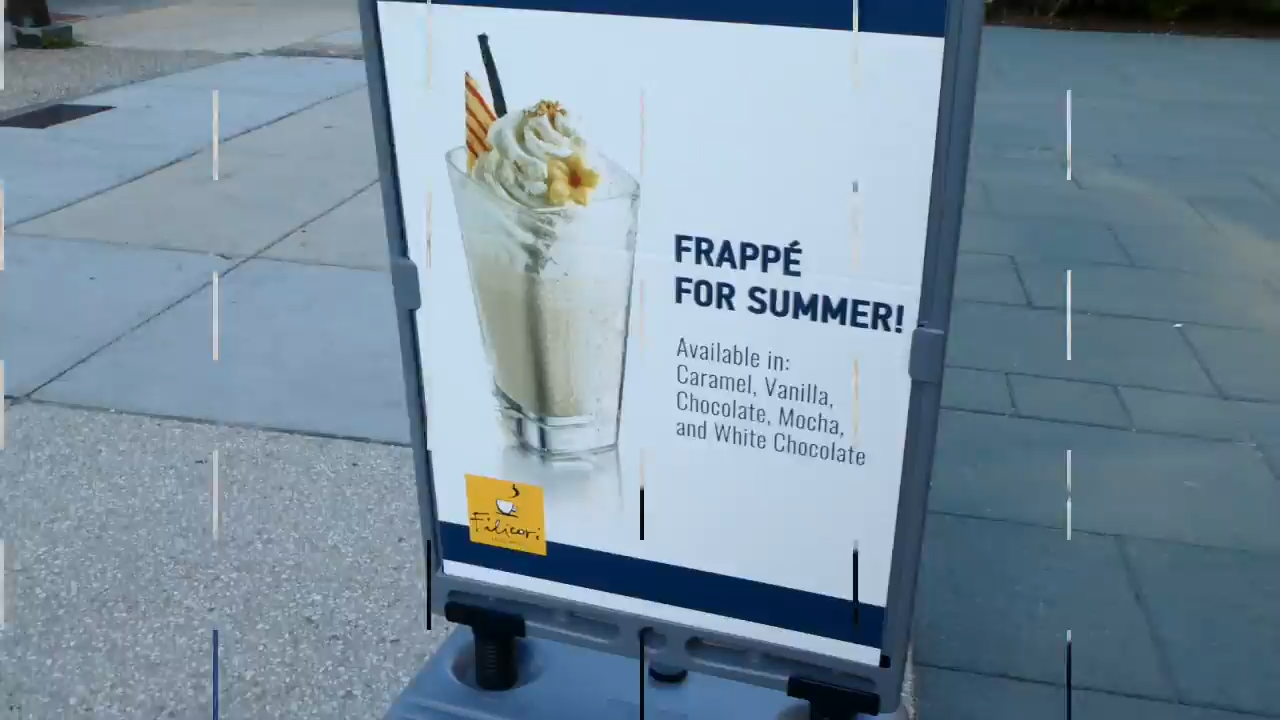 FRAPPÉ
FOR SUMMER!
Available in:
Caramel, Vanilla,
Chocolate, Mocha,
and White Chocolate
Filicori